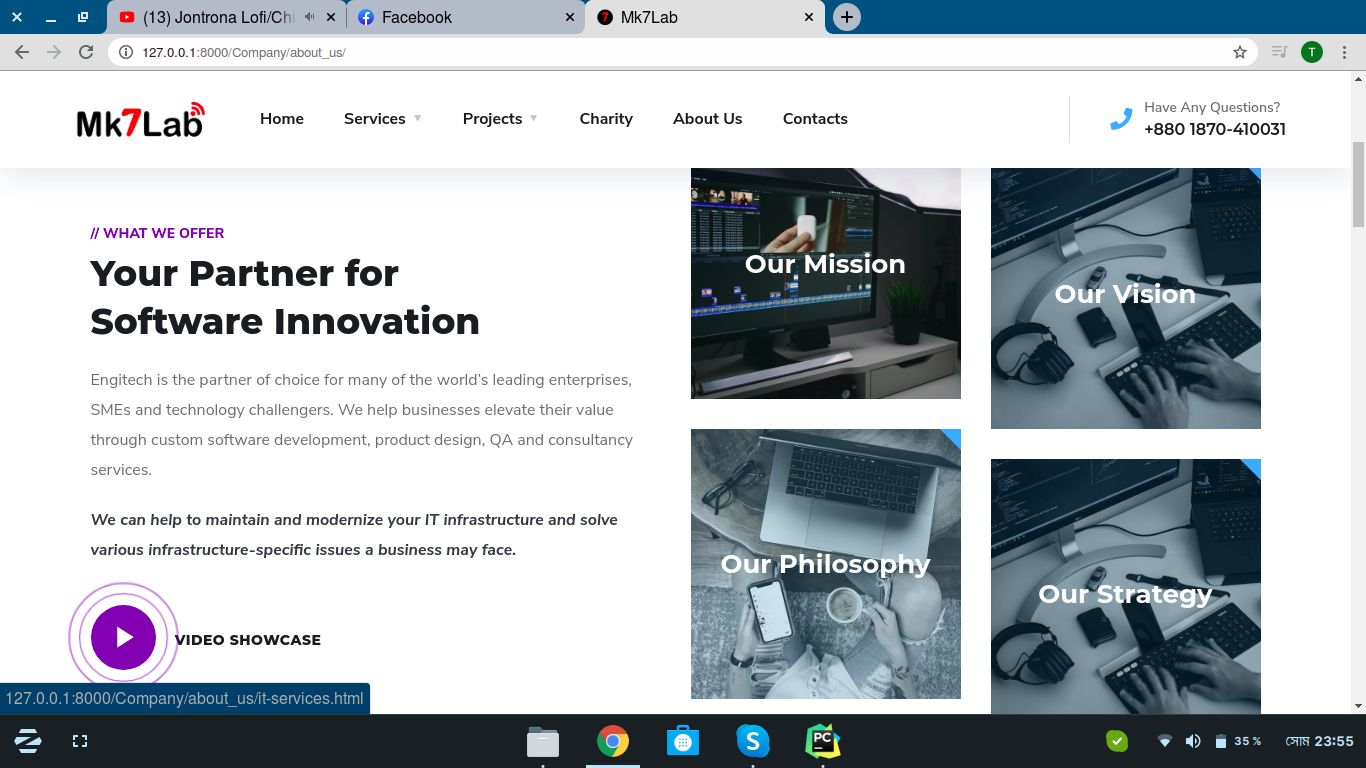 (13) Jontrona Lofi/Chi
Facebook
Mk7Lab
127.0.0.1:8000/Company/about_us/
T
Mk7Lab
Home
Services
Projects
Charity
About Us
Contacts
Have Any Questions?
+880 1870-410031
// WHAT WE OFFER
Your Partner for
Software Innovation
Engitech is the partner of choice for many of the world's leading enterprises,
SMEs and technology challengers. We help businesses elevate their value
through custom software development, product design, QA and consultancy
services.
We can help to maintain and modernize your IT infrastructure and solve
various infrastructure-specific issues a business may face.
VIDEO SHOWCASE
Our Mission
Our Vision
Our Philosophy
Our Strategy
127.0.0.1:8000/Company/about_us/it-services.html
S
PC
35 %
সোম 23:55